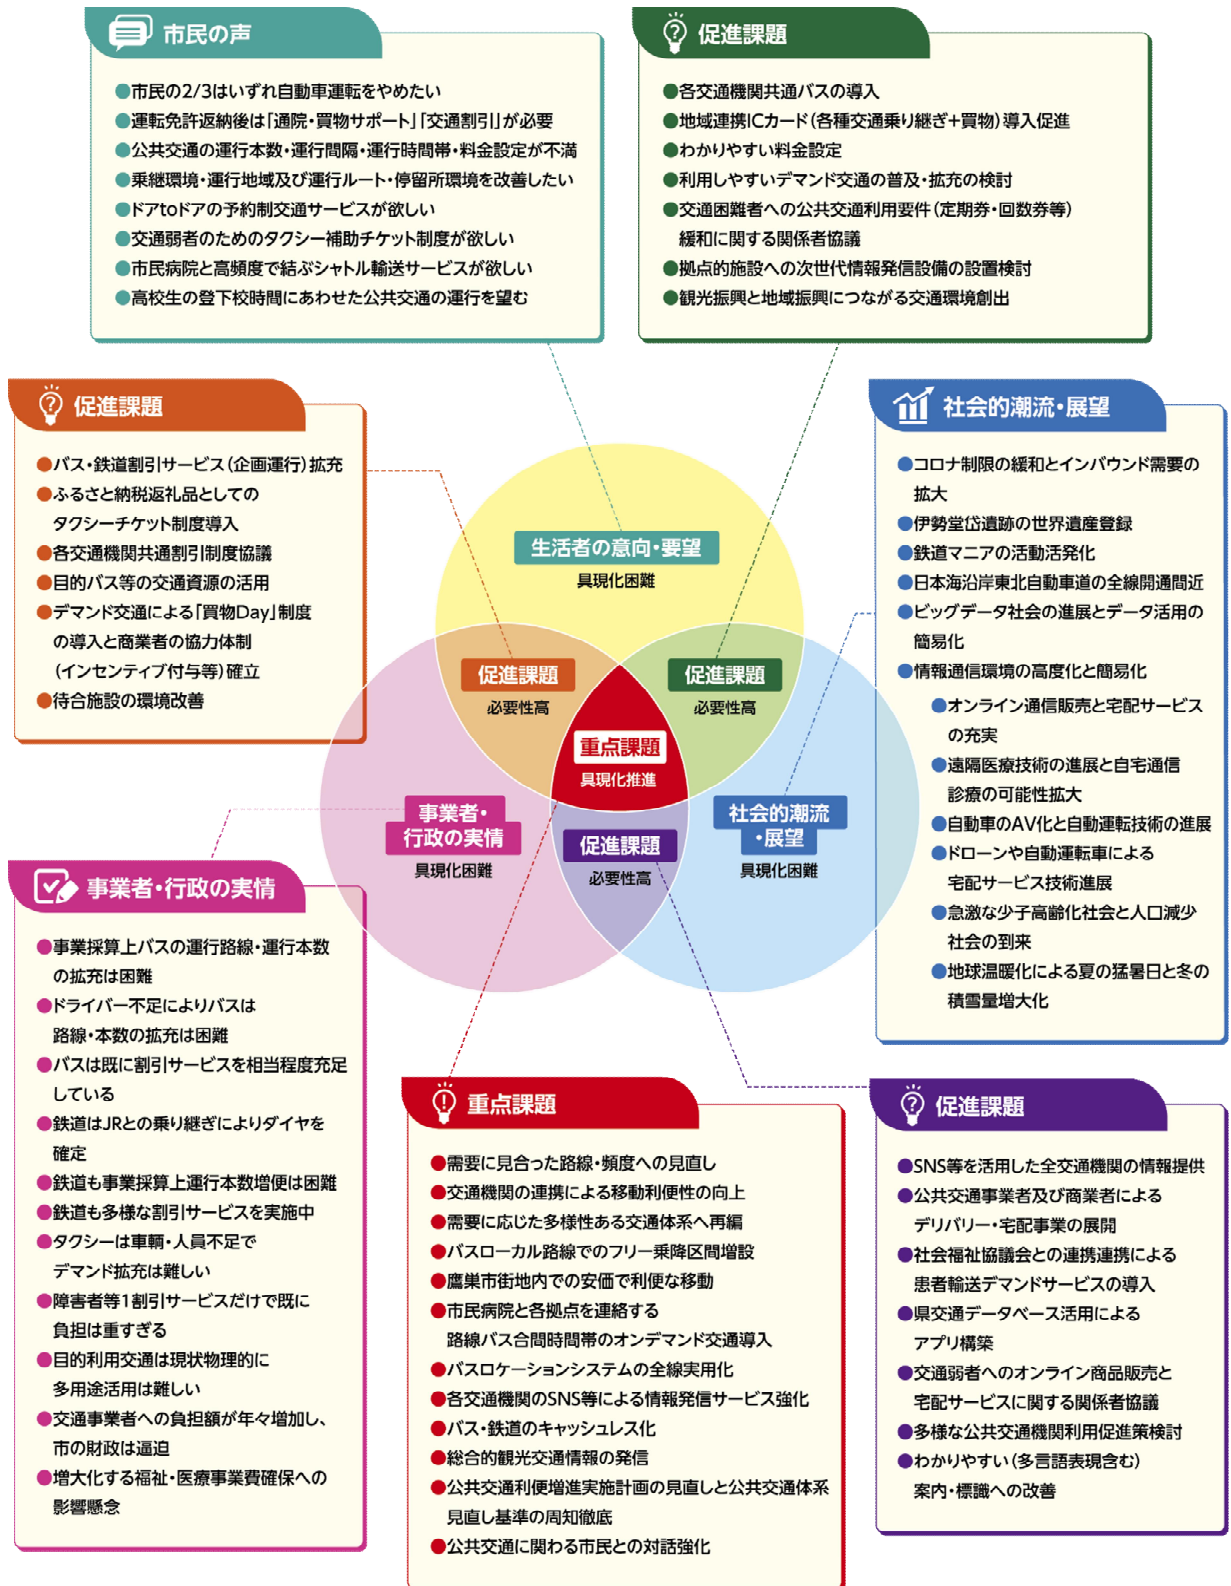 市民の声
●市民の2/3はいずれ自動車運転をやめたい
●運転免許返納後は「通院・買物サポート」「交通割引」が必要
●公共交通の運行本数・運行間隔・運行時間帯・料金設定が不満
●乗継環境・運行地域及び運行ルート・停留所環境を改善したい
●ドアtoドアの予約制交通サービスが欲しい
●交通弱者のためのタクシー補助チケット制度が欲しい
●市民病院と高頻度で結ぶシャトル輸送サービスが欲しい
●高校生の登下校時間にあわせた公共交通の運行を望む
促進課題
●各交通機関共通パスの導入
●地域連携ICカード(各種交通乗り継ぎ+買物)導入促進
●わかりやすい料金設定
●利用しやすいデマンド交通の普及・拡充の検討
●交通困難者への公共交通利用要件(定期券・回数券等)
緩和に関する関係者協議
●拠点的施設への次世代情報発信設備の設置検討
●観光振興と地域振興につながる交通環境創出
促進課題
●バス・鉄道割引サービス(企画運行)拡充
●ふるさと納税返礼品としての
タクシーチケット制度導入
●各交通機関共通割引制度協議
●目的バス等の交通資源の活用
●デマンド交通による「買物Day」制度
の導入と商業者の協力体制
(インセンティブ付与等)確立
●待合施設の環境改善
社会的潮流・展望
●コロナ制限の緩和とインバウンド需要の
拡大
●伊勢堂岱遺跡の世界遺産登録
●鉄道マニアの活動活発化
●日本海沿岸東北自動車道の全線開通間近
●ビッグデータ社会の進展とデータ活用の
簡易化
●情報通信環境の高度化と簡易化
●オンライン通信販売と宅配サービス
の充実
●遠隔医療技術の進展と自宅通信
診療の可能性拡大
●自動車のAV化と自動運転技術の進展
●ドローンや自動運転車による
宅配サービス技術進展
●急激な少子高齢化社会と人口減少
社会の到来
●地球温暖化による夏の猛暑日と冬の
積雪量増大化
生活者の意向・要望
具現化困難
促進課題
必要性高
促進課題
必要性高
重点課題
具現化推進
事業者・
行政の実情
具現化困難
促進課題
必要性高
社会的潮流
・展望
具現化困難
事業者・行政の実情
●事業採算上バスの運行路線・運行本数
の拡充は困難
●ドライバー不足によりバスは
路線・本数の拡充は困難
●バスは既に割引サービスを相当程度充足
している
●鉄道はJRとの乗り継ぎによりダイヤを
確定
●鉄道も事業採算上運行本数増便は困難
●鉄道も多様な割引サービスを実施中
●タクシーは車輌・人員不足で
デマンド拡充は難しい
●障害者等1割引サービスだけで既に
負担は重すぎる
●目的利用交通は現状物理的に
多用途活用は難しい
●交通事業者への負担額が年々増加し、
市の財政は逼迫
●増大化する福祉・医療事業費確保への
影響懸念
重点課題
●需要に見合った路線・頻度への見直し
●交通機関の連携による移動利便性の向上
●需要に応じた多様性ある交通体系へ再編
●バスローカル路線でのフリー乗降区間増設
●鷹巣市街地内での安価で利便な移動
●市民病院と各拠点を連絡する
路線バス合間時間帯のオンデマンド交通導入
●バスロケーションシステムの全線実用化
●各交通機関のSNS等による情報発信サービス強化
●バス・鉄道のキャッシュレス化
●総合的観光交通情報の発信
●公共交通利便増進実施計画の見直しと公共交通体系
見直し基準の周知徹底
●公共交通に関わる市民との対話強化
促進課題
●SNS等を活用した全交通機関の情報提供
●公共交通事業者及び商業者による
デリバリー・宅配事業の展開
●社会福祉協議会との連携連携による
患者輸送デマンドサービスの導入
●県交通データベース活用による
アプリ構築
●交通弱者へのオンライン商品販売と
宅配サービスに関する関係者協議
●多様な公共交通機関利用促進策検討
●わかりやすい(多言語表現含む)
案内・標識への改善